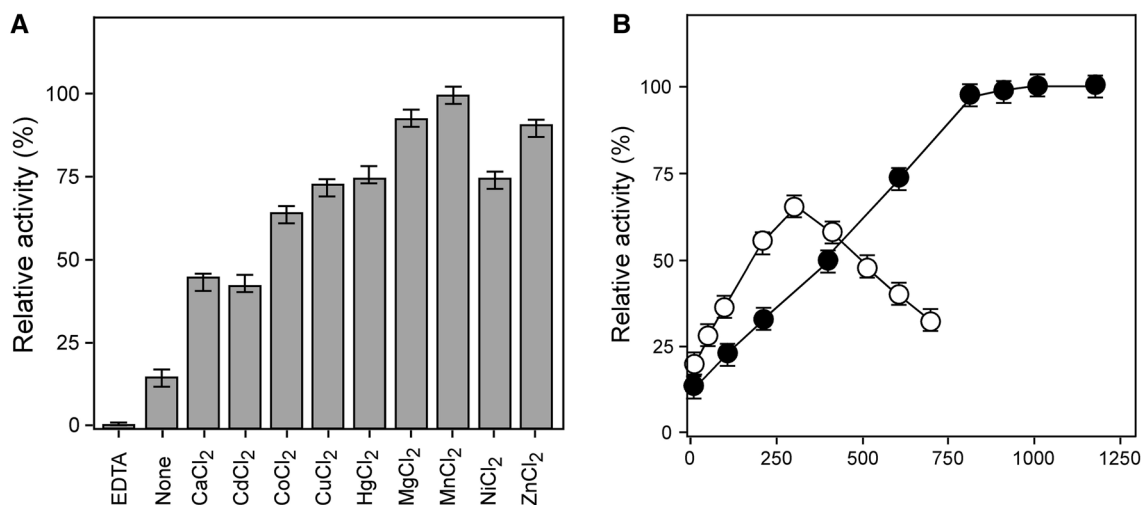 A
Relative activity (%)
100
75
50
25
0
EDTA
None
CaCl₂
CdCl₂
CoCl₂
CuCl₂
HgCl₂
MgCl₂
MnCl₂
NiCl₂
ZnCl₂
B
Relative activity (%)
100
75
50
25
0
0 250 500 750 1000 1250